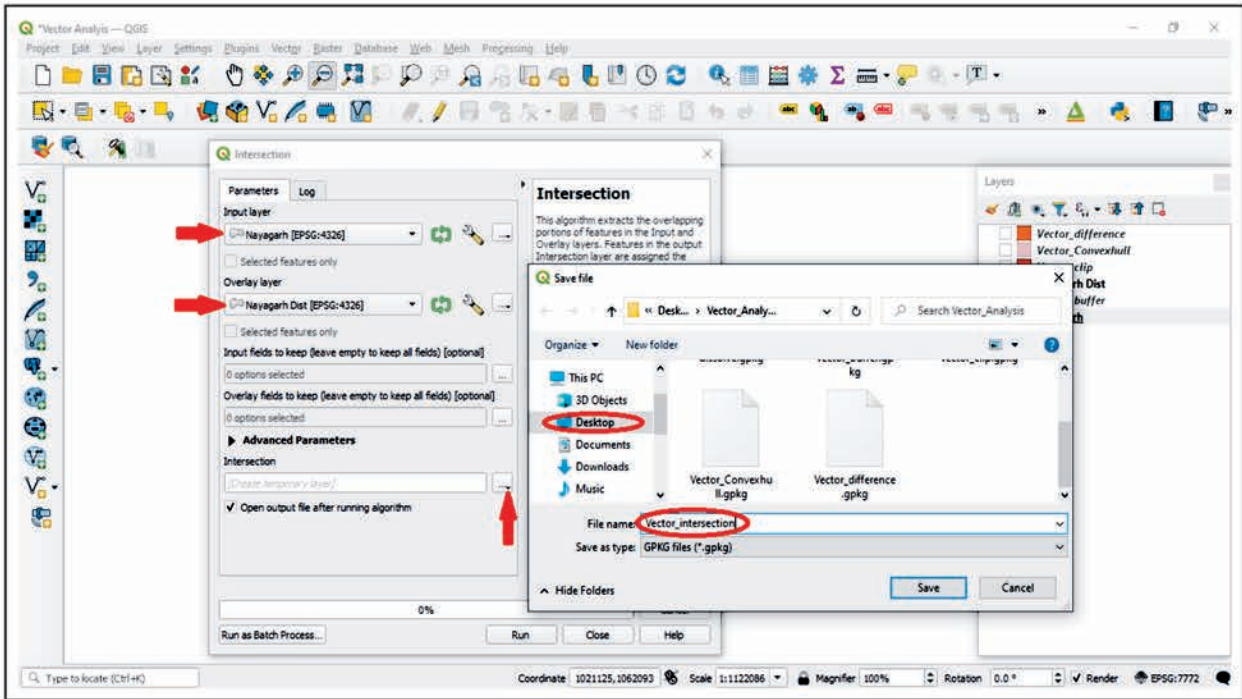 *Vector Analyis — QGIS
Project Edit View Layer Settings Plugins Vector Raster Database Web Mesh Processing Help
Intersection
Parameters Log
Input layer
Nayagarh [EPSG:4326]
Selected features only
Overlay layer
Nayagarh Dist [EPSG:4326]
Selected features only
Input fields to keep (leave empty to keep all fields) [optional]
0 options selected
Overlay fields to keep (leave empty to keep all fields) [optional]
0 options selected
Advanced Parameters
Intersection
[Create temporary layer]
Open output file after running algorithm
0%
Run as Batch Process...
Run Close Help
Intersection
This algorithm extracts the overlapping
portions of features in the Input and
Overlay layers. Features in the output
Intersection layer are assigned the
Save file
« Desk... › Vector_Analy...
Search Vector_Analysis
Organize New folder
This PC
3D Objects
Desktop
Documents
Downloads
Music
kg
Vector_Convexhu
ll.gpkg
Vector_difference
.gpkg
File name: Vector_intersection
Save as type: GPKG files (*.gpkg)
Hide Folders
Save Cancel
Layers
Vector_difference
Vector_Convexhull
clip
rh Dist
buffer
Type to locate (Ctrl+K)
Coordinate 1021125,1062093 Scale 1:1122086 Magnifier 100% Rotation 0.0 ° Render EPSG:7772